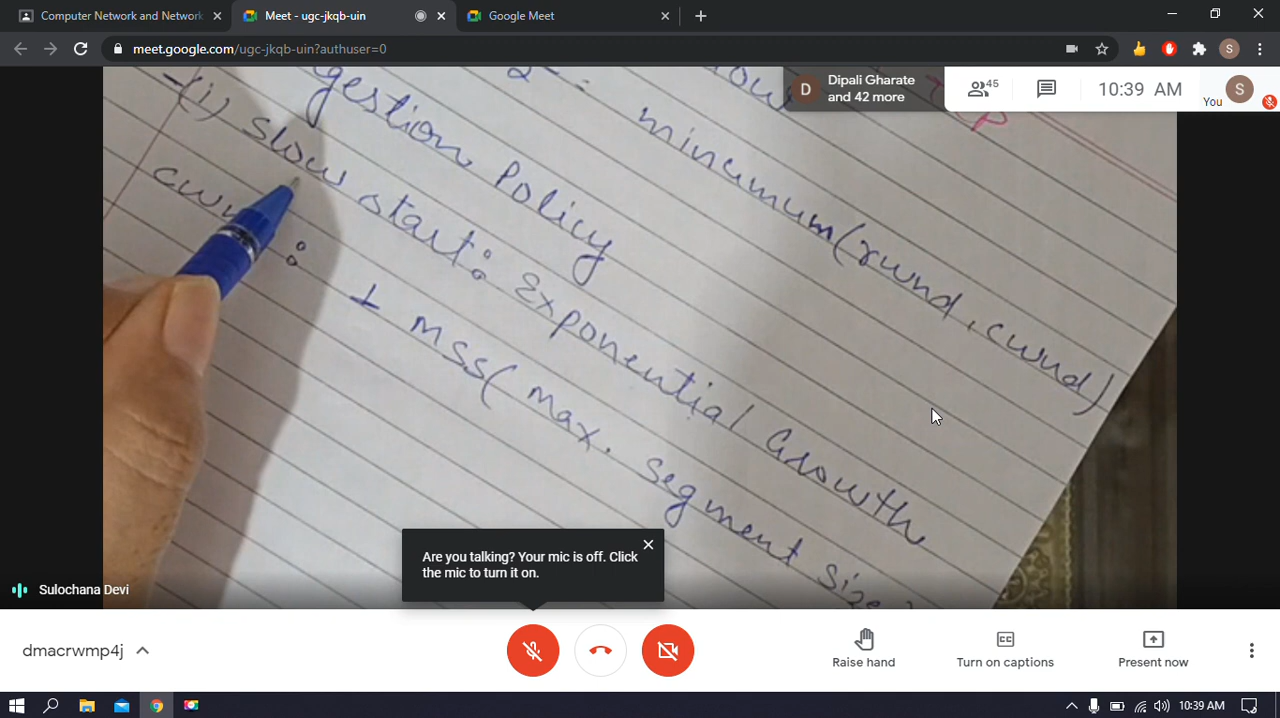 Computer Network and Network
Meet - ugc-jkqb-uin
Google Meet
meet.google.com/ugc-jkqb-uin?authuser=0
S
D
Dipali Gharate
and 42 more
45
10:39 AM
You
S
= minumum (rwnd, cwnd)
gestion Policy
(i) Slow start: Exponential Growth
cwn :
1 MSS (max. segment size)
Are you talking? Your mic is off. Click
the mic to turn it on.
Sulochana Devi
dmacrwmp4j
Raise hand
Turn on captions
Present now
10:39 AM